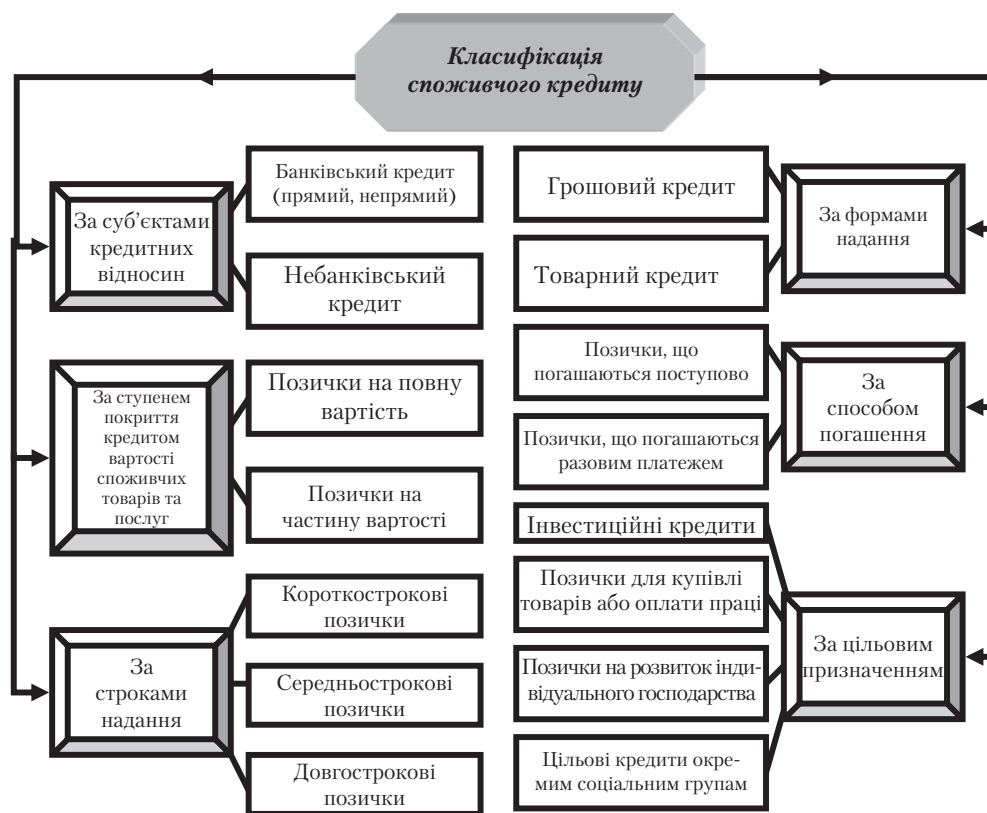 Класифікація
споживчого кредиту
За суб’єктами
кредитних
відносин
Банківський кредит
(прямий, непрямий)
Небанківський
кредит
За ступенем
покриття
кредитом
вартості
споживчих
товарів та
послуг
Позички на повну
вартість
Позички на
частину вартості
За
строками
надання
Короткострокові
позички
Середньострокові
позички
Довгострокові
позички
Грошовий кредит
Товарний кредит
За формами
надання
Позички, що
погашаються поступово
Позички, що погашаються
разовим платежем
За
способом
погашення
Інвестиційні кредити
Позички для купівлі
товарів або оплати праці
Позички на розвиток інди-
відуального господарства
Цільові кредити окре-
мим соціальним групам
За цільовим
призначенням